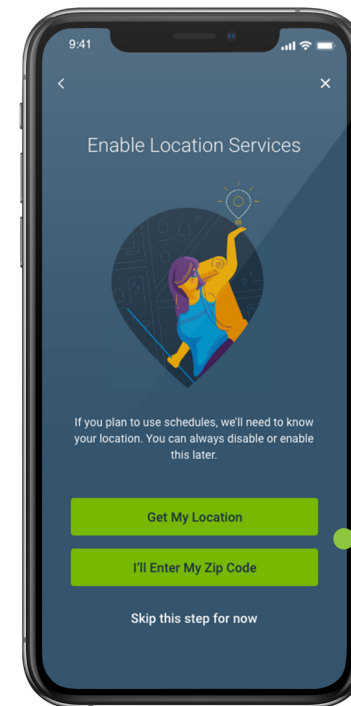 9:41
Enable Location Services
If you plan to use schedules, we'll need to know
your location. You can always disable or enable
this later.
Get My Location
I'll Enter My Zip Code
Skip this step for now